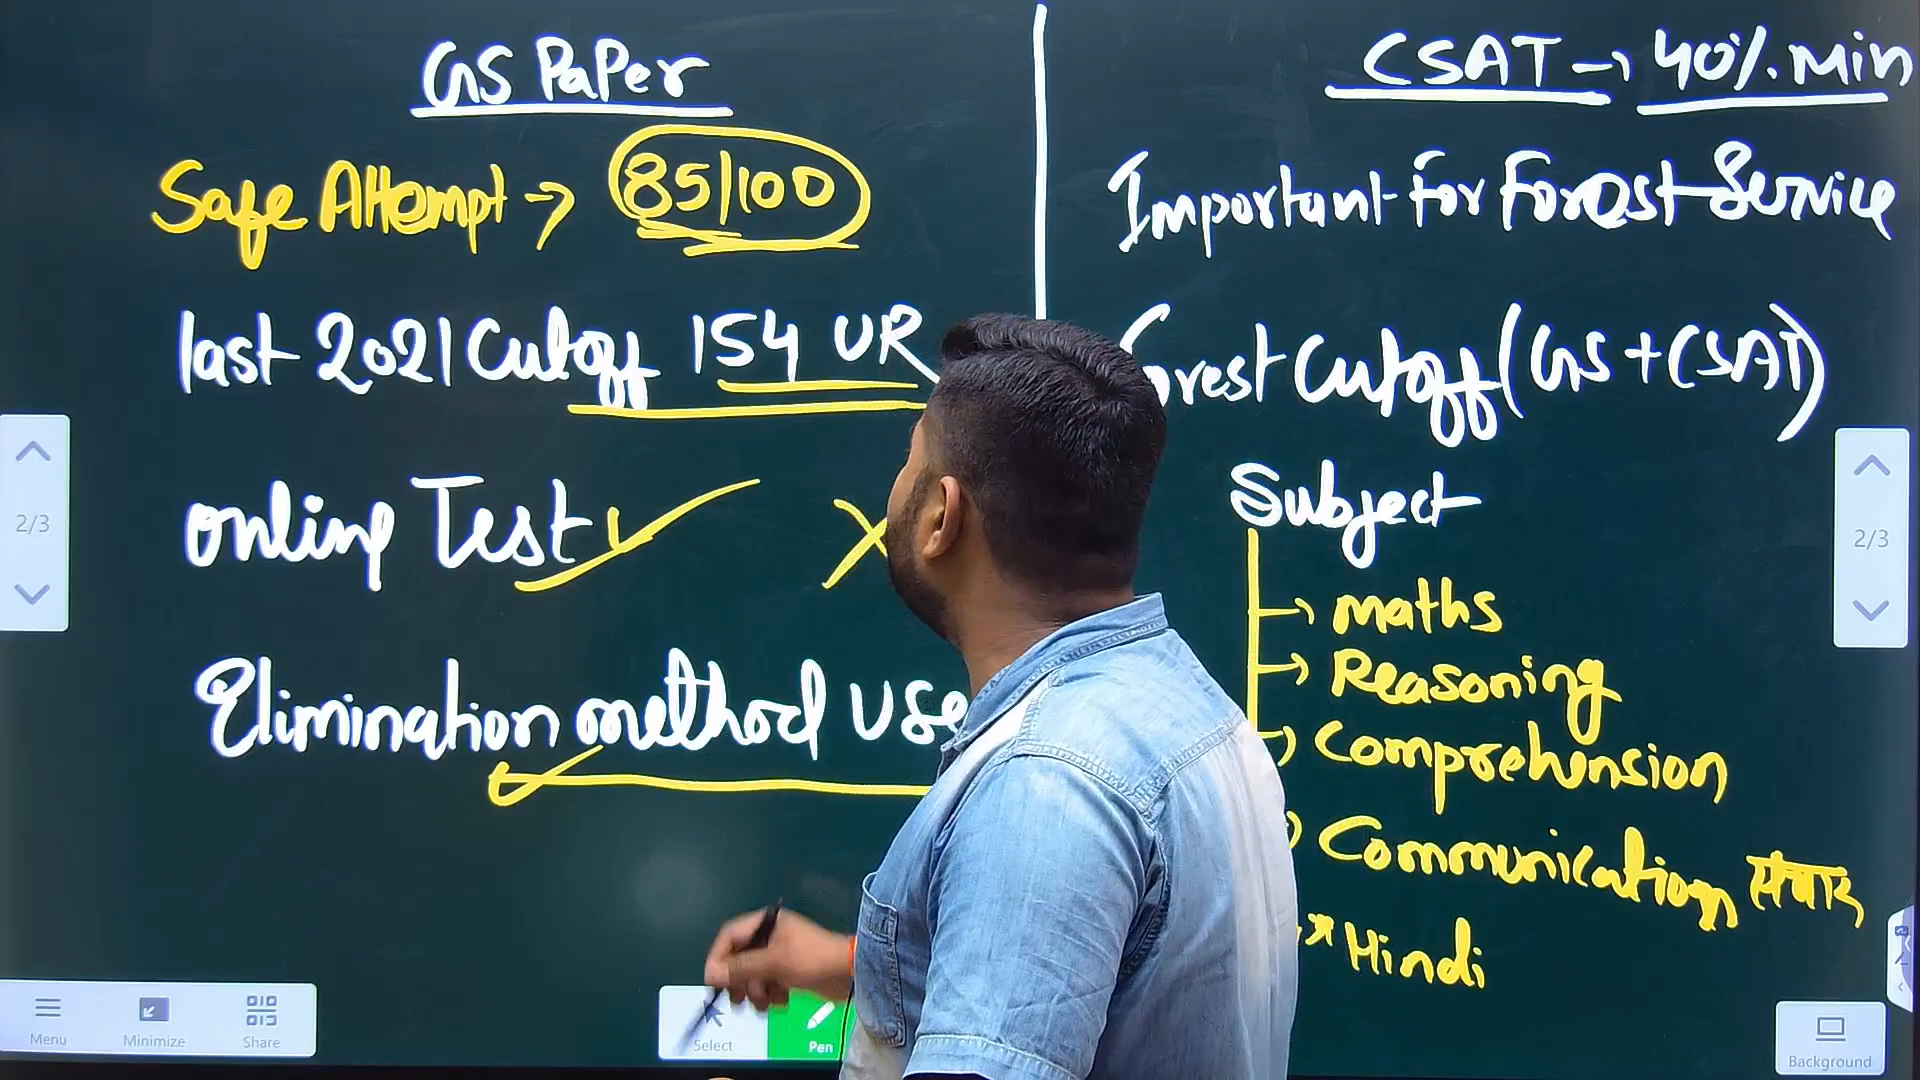 GS PaPer
Safe Attempt → 85/100
last 2021 Cutoff 154 UR
online Test
Elimination method Use
CSAT → 40% Min
Important For Forest Service
Forest Cutoff (GS + CSAT)
Subject
→ maths
→ Reasoning
Comprehension
Communication
Hindi
2/3
2/3
Menu
Minimize
Share
Select
Pen
Background